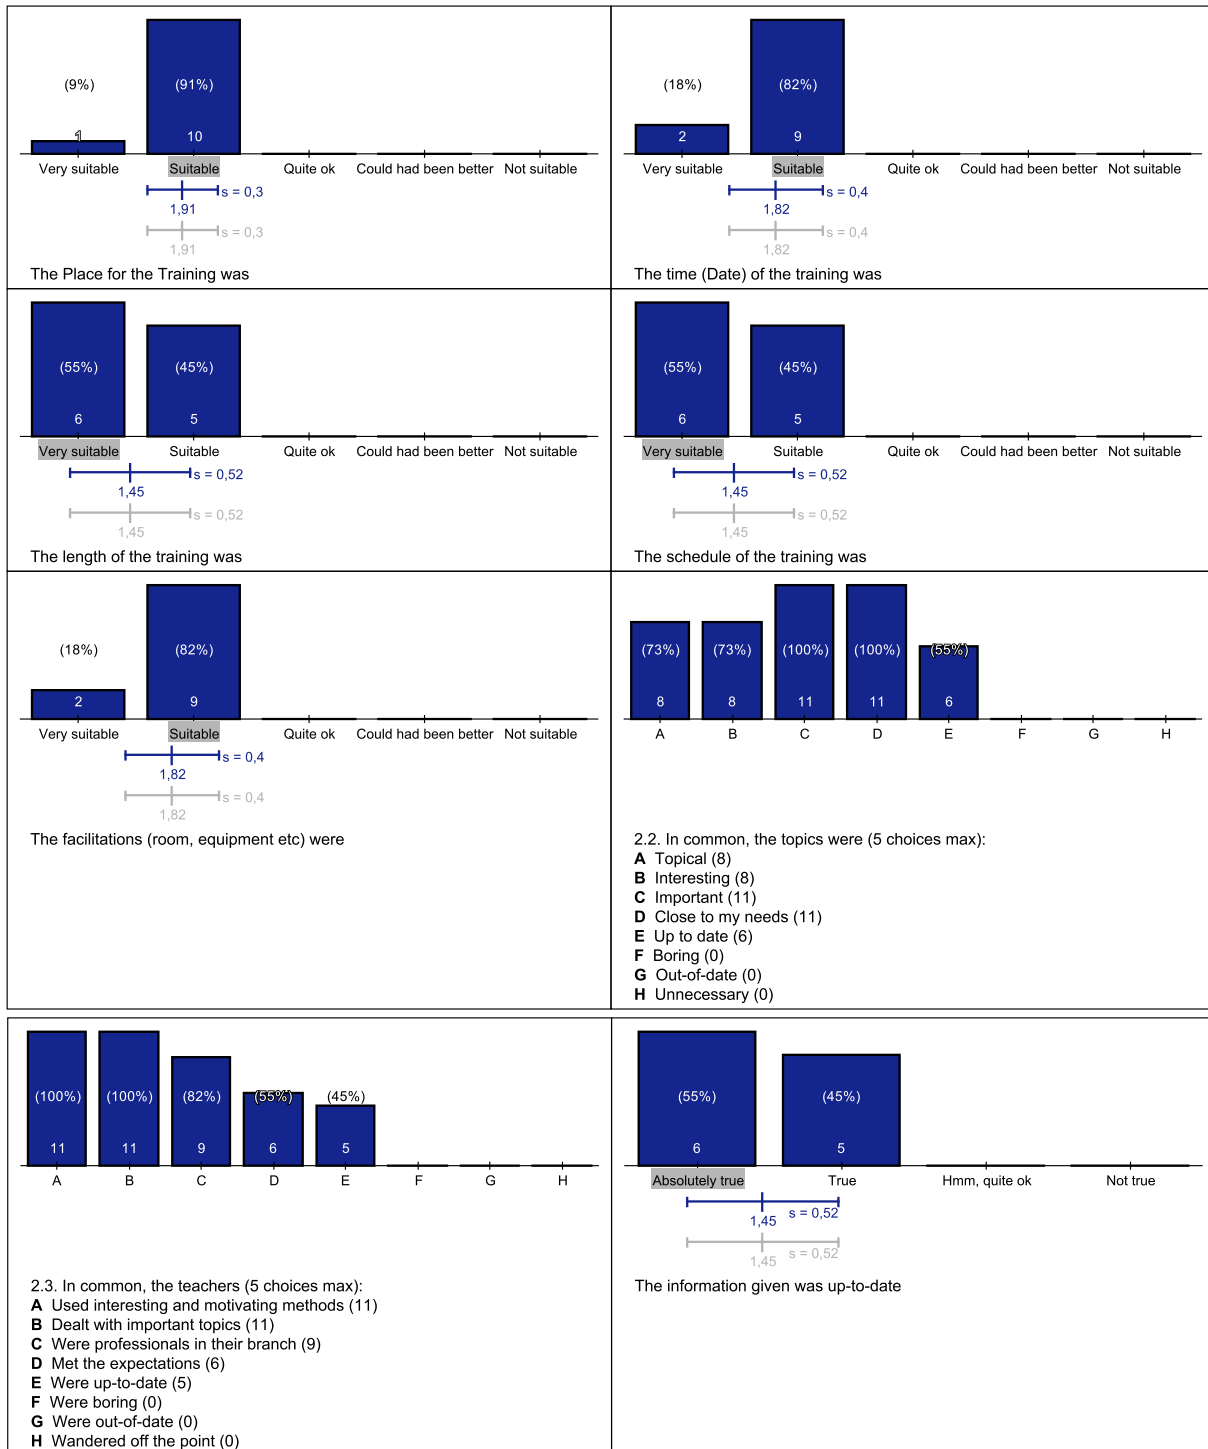 (9%) (91%)
1 10
Very suitable Suitable Quite ok Could had been better Not suitable
s = 0,3
1,91
s = 0,3
1,91
The Place for the Training was
(18%) (82%)
2 9
Very suitable Suitable Quite ok Could had been better Not suitable
s = 0,4
1,82
s = 0,4
1,82
The time (Date) of the training was
(55%) (45%)
6 5
Very suitable Suitable Quite ok Could had been better Not suitable
s = 0,52
1,45
s = 0,52
1,45
The length of the training was
(55%) (45%)
6 5
Very suitable Suitable Quite ok Could had been better Not suitable
s = 0,52
1,45
s = 0,52
1,45
The schedule of the training was
(18%) (82%)
2 9
Very suitable Suitable Quite ok Could had been better Not suitable
s = 0,4
1,82
s = 0,4
1,82
The facilitations (room, equipment etc) were
(73%) (73%) (100%) (100%) (55%)
8 8 11 11 6
A B C D E F G H
2.2. In common, the topics were (5 choices max):
A Topical (8)
B Interesting (8)
C Important (11)
D Close to my needs (11)
E Up to date (6)
F Boring (0)
G Out-of-date (0)
H Unnecessary (0)
(100%) (100%) (82%) (55%) (45%)
11 11 9 6 5
A B C D E F G H
2.3. In common, the teachers (5 choices max):
A Used interesting and motivating methods (11)
B Dealt with important topics (11)
C Were professionals in their branch (9)
D Met the expectations (6)
E Were up-to-date (5)
F Were boring (0)
G Were out-of-date (0)
H Wandered off the point (0)
(55%) (45%)
6 5
Absolutely true True Hmm, quite ok Not true
s = 0,52
1,45
s = 0,52
1,45
The information given was up-to-date